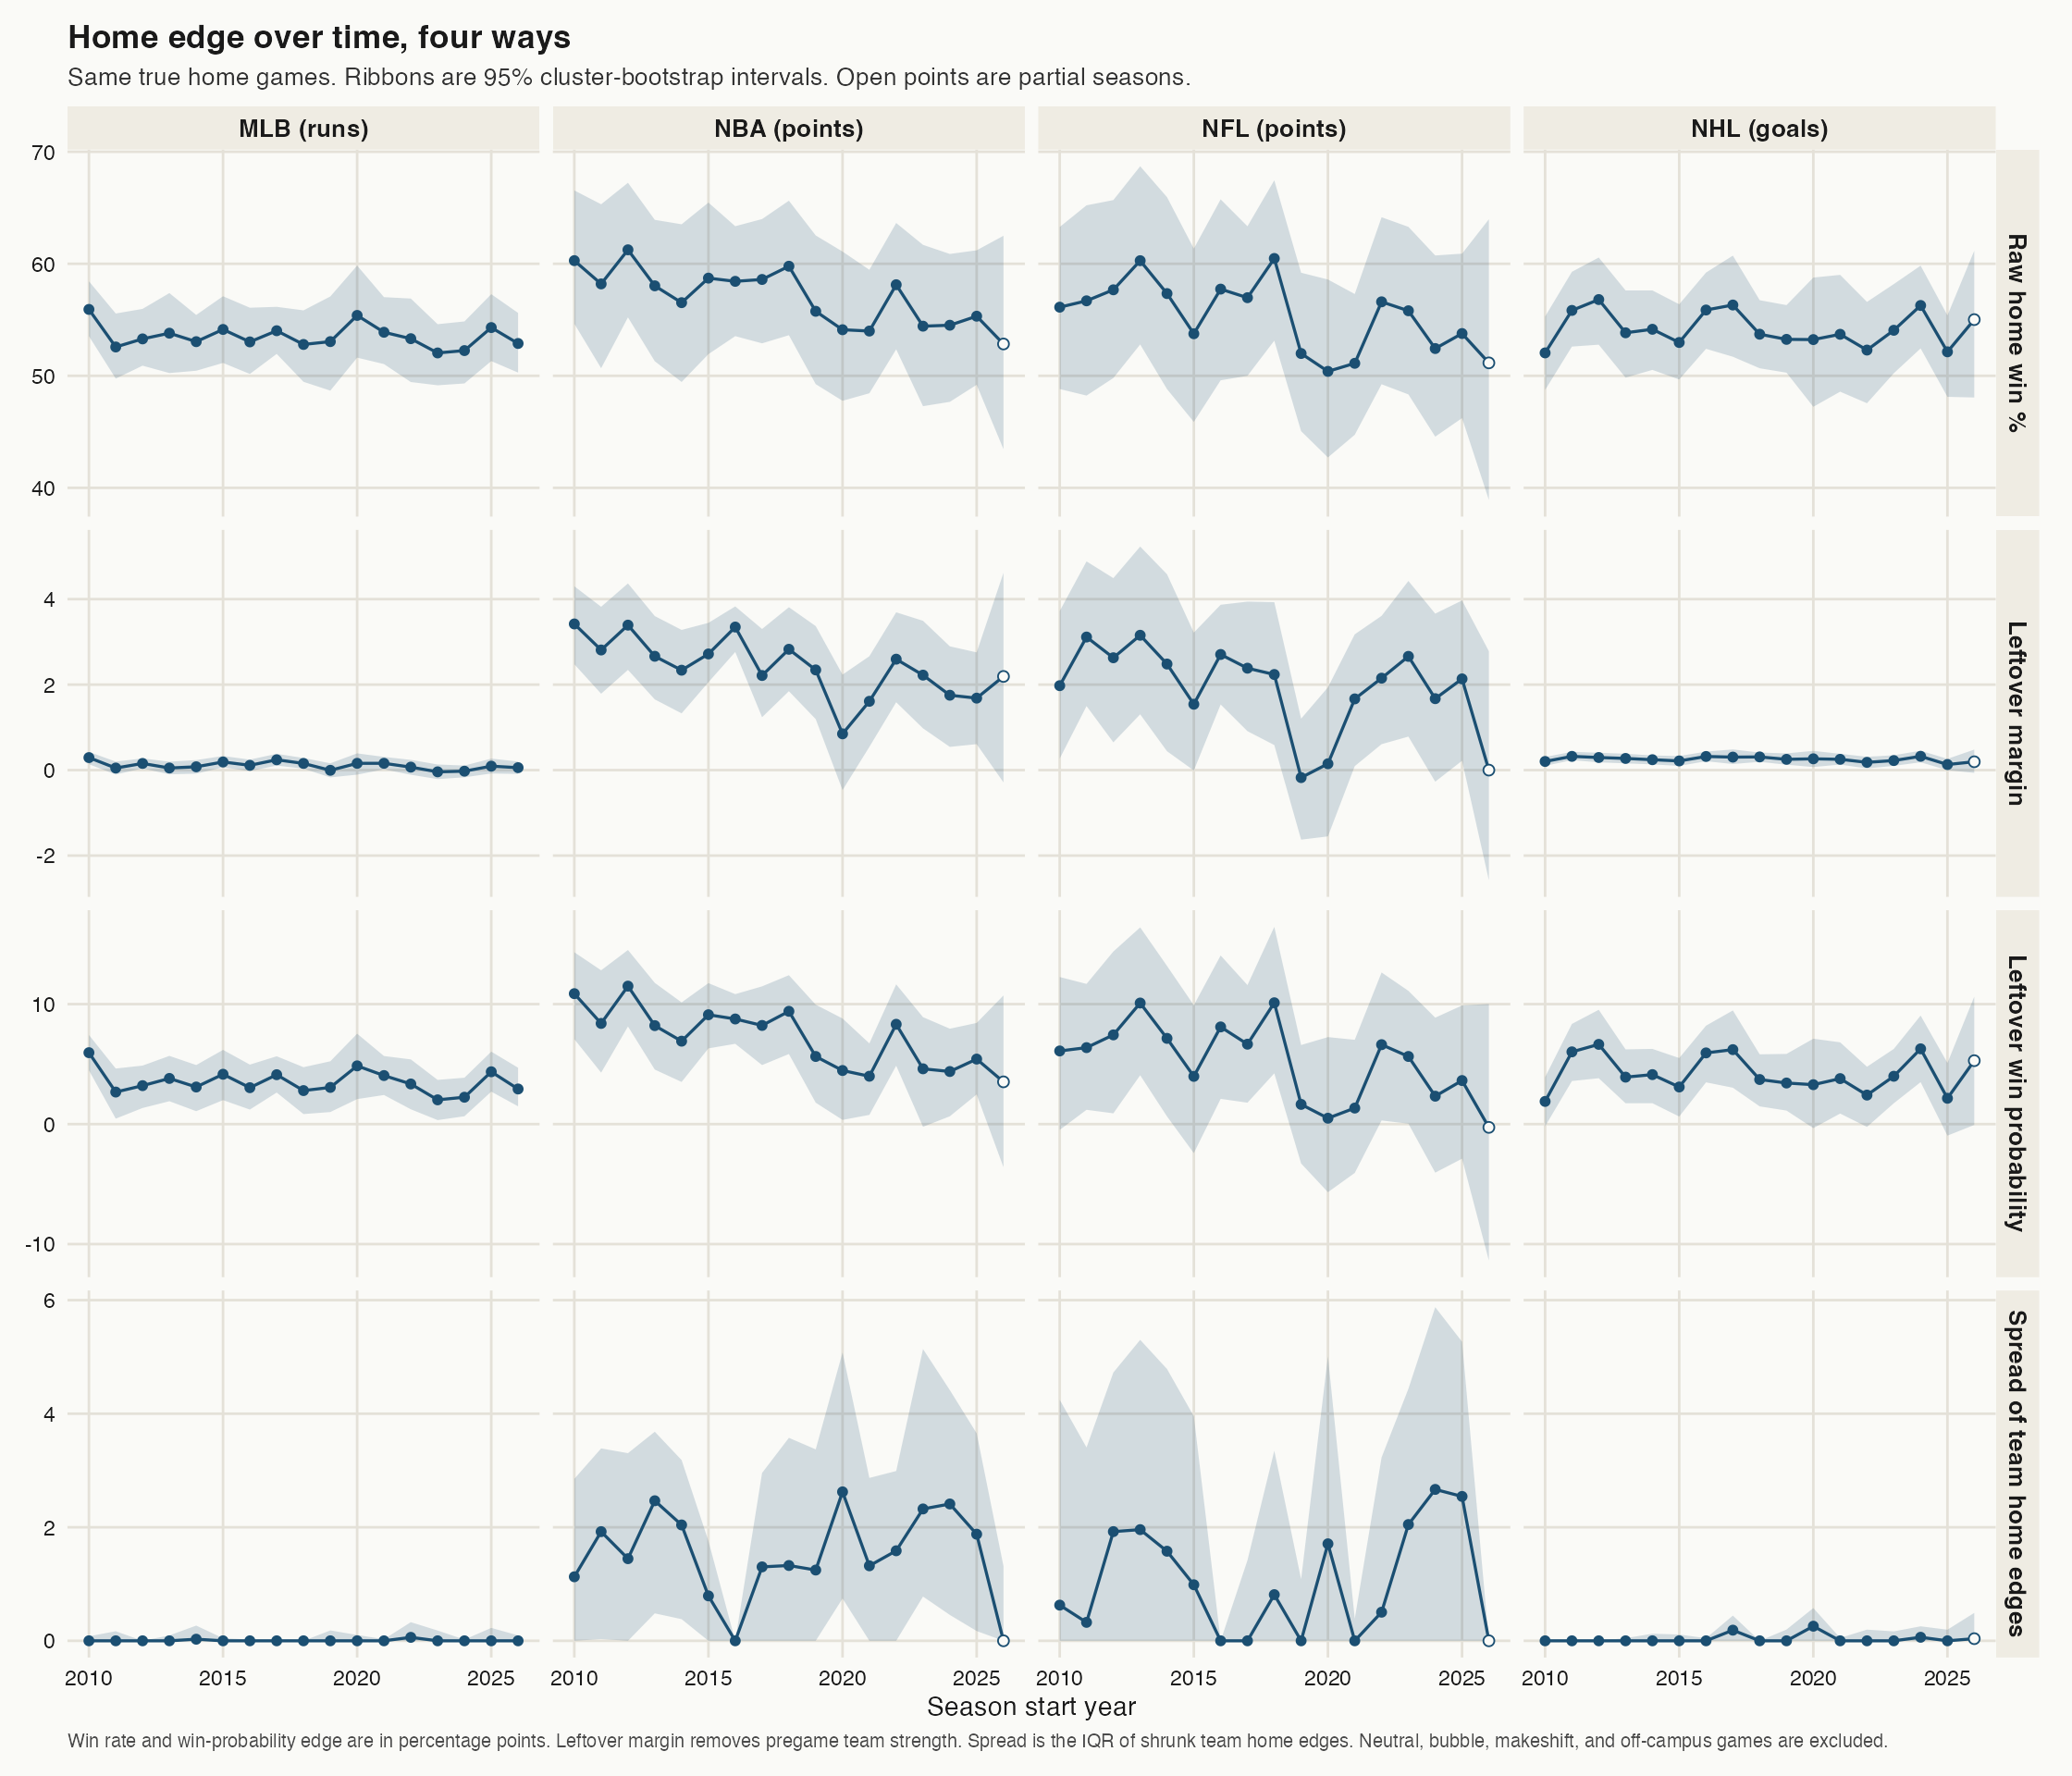 Home edge over time, four ways
Same true home games. Ribbons are 95% cluster-bootstrap intervals. Open points are partial seasons.
MLB (runs)
NBA (points)
NFL (points)
NHL (goals)
70
60
50
40
Raw home win %
4
2
0
-2
Leftover margin
10
0
-10
Leftover win probability
6
4
2
0
Spread of team home edges
2010 2015 2020 2025
2010 2015 2020 2025
2010 2015 2020 2025
2010 2015 2020 2025
Season start year
Win rate and win-probability edge are in percentage points. Leftover margin removes pregame team strength. Spread is the IQR of shrunk team home edges. Neutral, bubble, makeshift, and off-campus games are excluded.